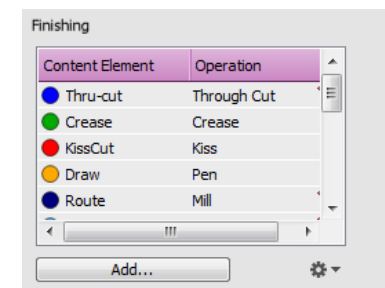 Finishing
Content Element Operation
Thru-cut Through Cut
Crease Crease
KissCut Kiss
Draw Pen
Route Mill
Add...